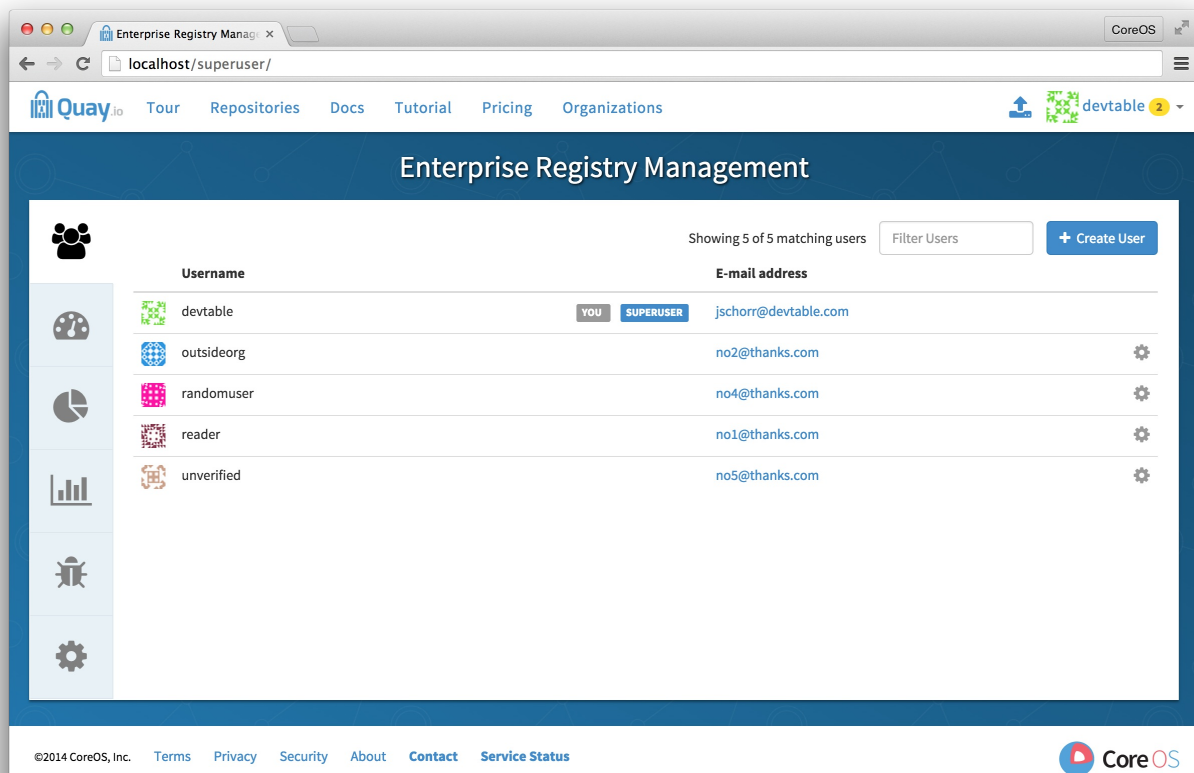 Enterprise Registry Manag
CoreOS
localhost/superuser/
Quay.io Tour Repositories Docs Tutorial Pricing Organizations devtable 2
Enterprise Registry Management
Showing 5 of 5 matching users Filter Users + Create User
Username E-mail address
devtable YOU SUPERUSER jschorr@devtable.com
outsideorg no2@thanks.com
randomuser no4@thanks.com
reader no1@thanks.com
unverified no5@thanks.com
©2014 CoreOS, Inc. Terms Privacy Security About Contact Service Status Core OS